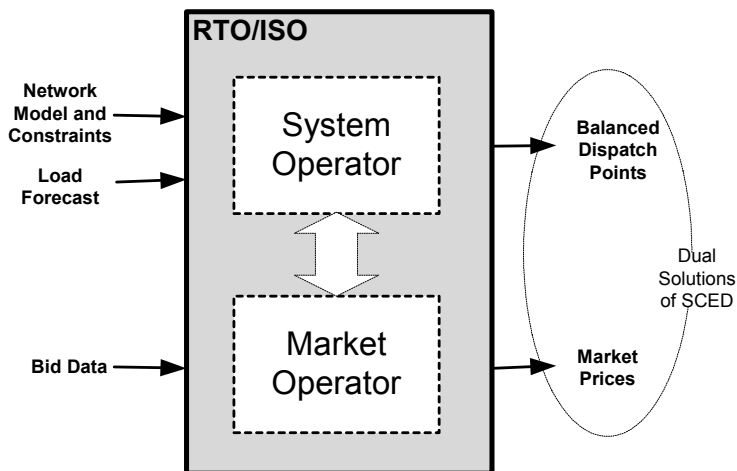 RTO/ISO
Network
Model and
Constraints
Load
Forecast
Bid Data
System
Operator
Market
Operator
Balanced
Dispatch
Points
Dual
Solutions
of SCED
Market
Prices